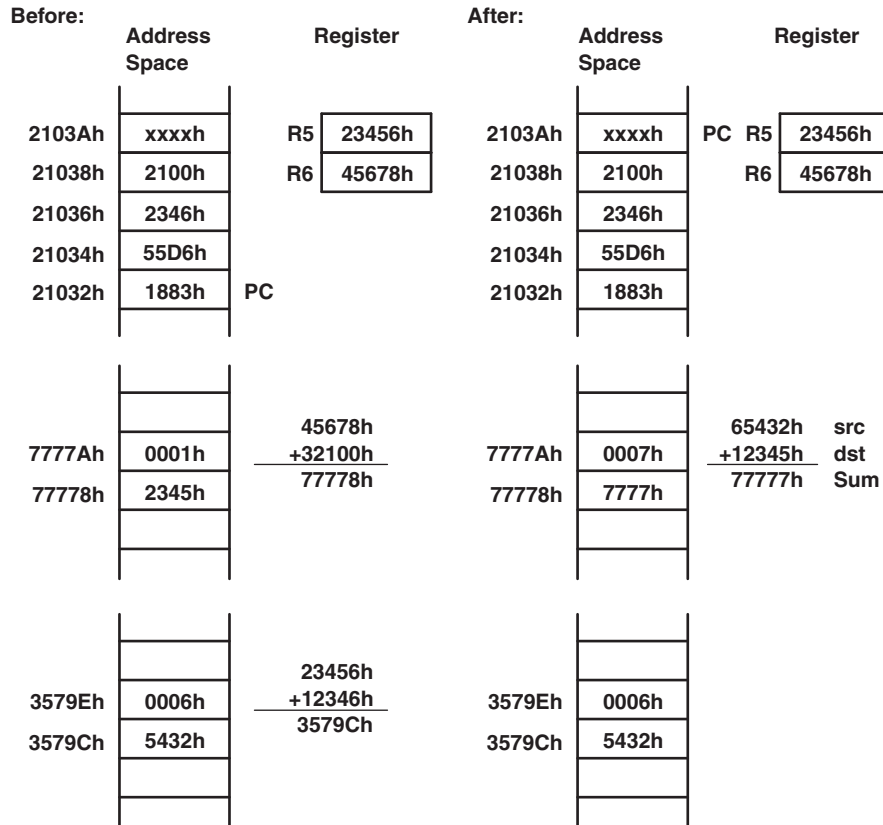 Before:
Address Space
Register
2103Ah xxxxh R5 23456h
21038h 2100h R6 45678h
21036h 2346h
21034h 55D6h
21032h 1883h PC
7777Ah 0001h
77778h 2345h
45678h
+32100h
77778h
3579Eh 0006h
3579Ch 5432h
23456h
+12346h
3579Ch
After:
Address Space
Register
2103Ah xxxxh PC R5 23456h
21038h 2100h R6 45678h
21036h 2346h
21034h 55D6h
21032h 1883h
7777Ah 0007h
77778h 7777h
65432h src
+12345h dst
77777h Sum
3579Eh 0006h
3579Ch 5432h